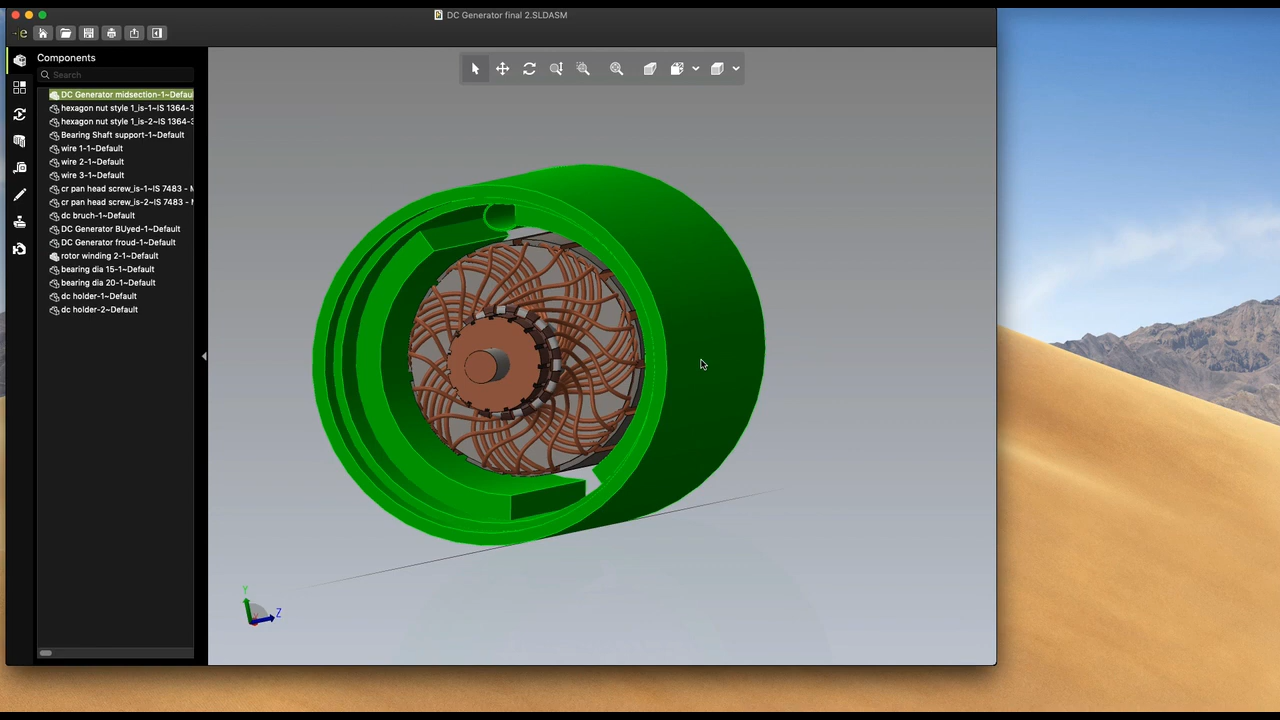 DC Generator final 2.SLDASM
Components
Search
DC Generator midsection-1~Defau
hexagon nut style 1_is-1~IS 1364-3
hexagon nut style 1_is-2~IS 1364-3
Bearing Shaft support-1~Default
wire 1-1~Default
wire 2-1~Default
wire 3-1~Default
cr pan head screw_is-1~IS 7483 - M
cr pan head screw_is-2~IS 7483 - M
dc bruch-1~Default
DC Generator BUyed-1~Default
DC Generator froud-1~Default
rotor winding 2-1~Default
bearing dia 15-1~Default
bearing dia 20-1~Default
dc holder-1~Default
dc holder-2~Default
Y
Z